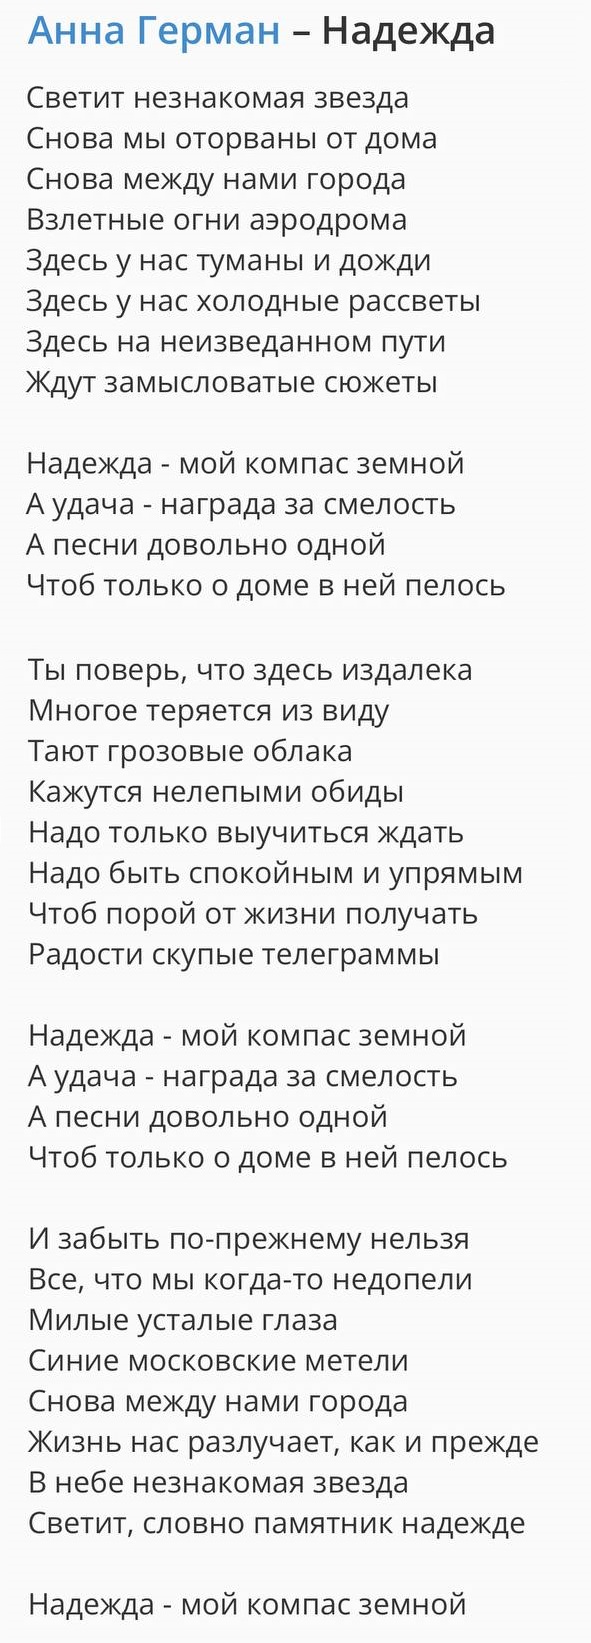 Анна Герман – Надежда
Светит незнакомая звезда
Снова мы оторваны от дома
Снова между нами города
Взлетные огни аэродрома
Здесь у нас туманы и дожди
Здесь у нас холодные рассветы
Здесь на неизведанном пути
Ждут замысловатые сюжеты
Надежда - мой компас земной
А удача - награда за смелость
А песни довольно одной
Чтоб только о доме в ней пелось
Ты поверь, что здесь издалека
Многое теряется из виду
Тают грозовые облака
Кажутся нелепыми обиды
Надо только выучиться ждать
Надо быть спокойным и упрямым
Чтоб порой от жизни получать
Радости скупые телеграммы
Надежда - мой компас земной
А удача - награда за смелость
А песни довольно одной
Чтоб только о доме в ней пелось
И забыть по-прежнему нельзя
Все, что мы когда-то недопели
Милые усталые глаза
Синие московские метели
Снова между нами города
Жизнь нас разлучает, как и прежде
В небе незнакомая звезда
Светит, словно памятник надежде
Надежда - мой компас земной